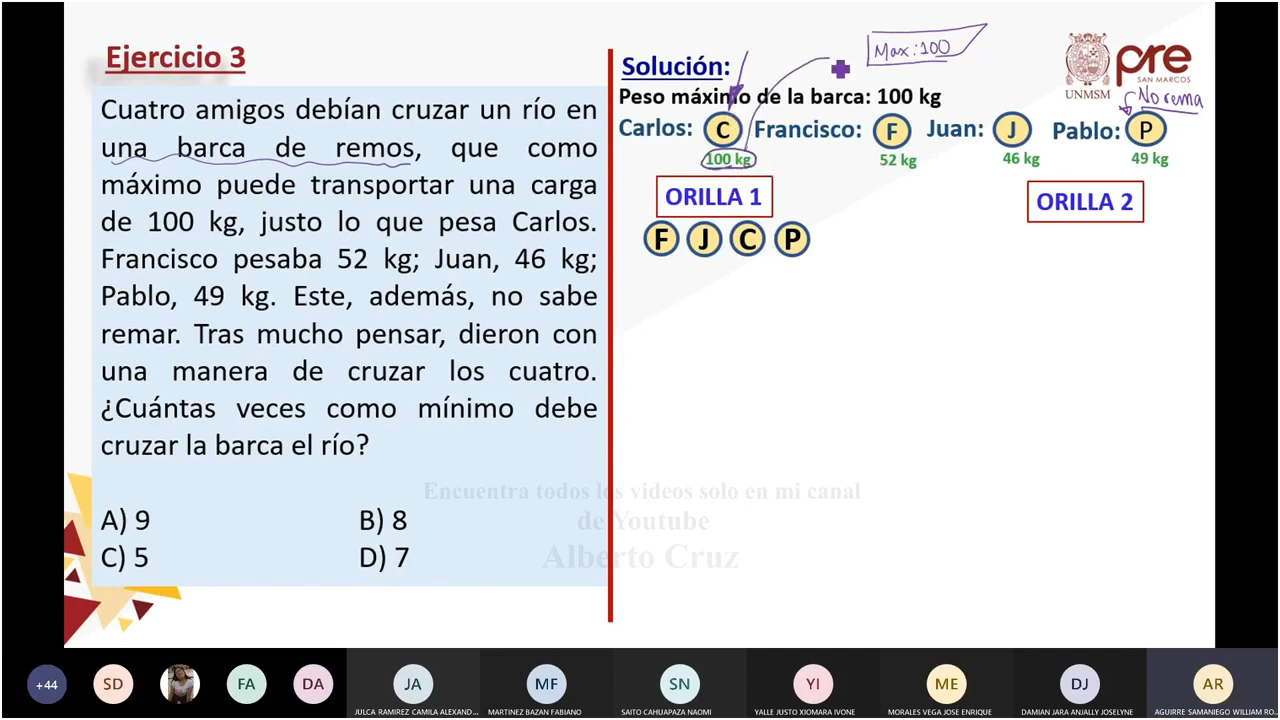 Ejercicio 3
Cuatro amigos debían cruzar un río en
una barca de remos, que como
máximo puede transportar una carga
de 100 kg, justo lo que pesa Carlos.
Francisco pesaba 52 kg; Juan, 46 kg;
Pablo, 49 kg. Este, además, no sabe
remar. Tras mucho pensar, dieron con
una manera de cruzar los cuatro.
¿Cuántas veces como mínimo debe
cruzar la barca el río?
A) 9 B) 8
C) 5 D) 7
Solución:
Max: 100
UNMSM
pre
SAN MARCOS
Peso máximo de la barca: 100 kg
No rema
Carlos: C Francisco: F Juan: J Pablo: P
100 kg 52 kg 46 kg 49 kg
ORILLA 1 ORILLA 2
F J C P
Encuentra todos los videos solo en mi canal
de Youtube
Alberto Cruz
+44 SD FA DA JA MF SN YI ME DJ AR
JULCA RAMIREZ CAMILA ALEXAND... MARTINEZ BAZAN FABIANO SAITO CAHUAPAZA NAOMI YALLE JUSTO XIOMARA IVONE MORALES VEGA JOSE ENRIQUE DAMIAN JARA ANJALLY JOSELYNE AGUIRRE SAMANEGO WILLIAM RO...